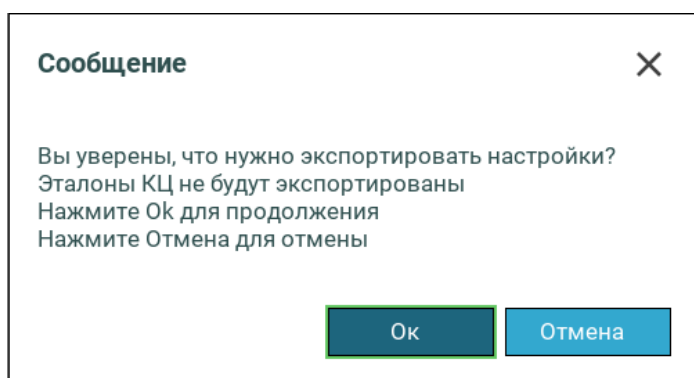 Сообщение
Вы уверены, что нужно экспортировать настройки?
Эталоны КЦ не будут экспортированы
Нажмите Ok для продолжения
Нажмите Отмена для отмены
Ок
Отмена